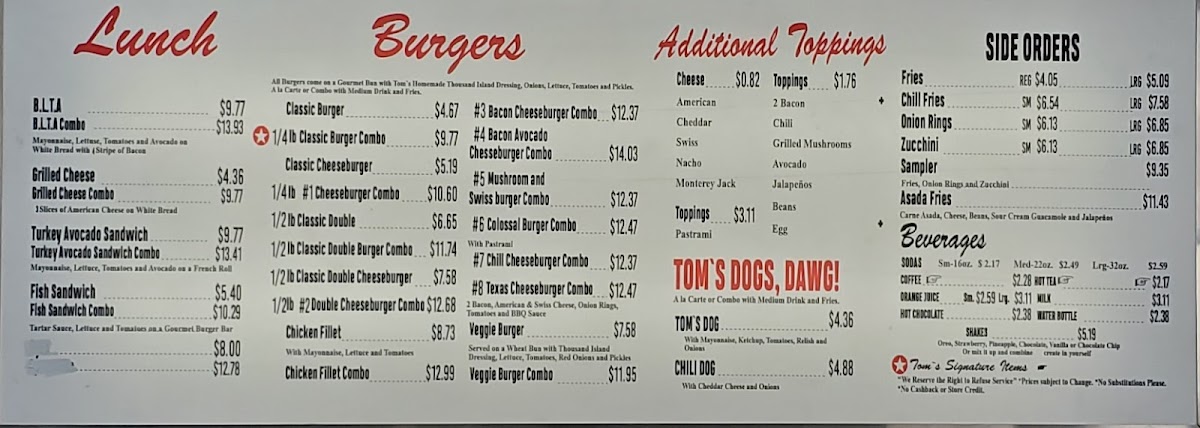 Lunch
B.L.T.A $9.77
B.L.T.A Combo $13.93
Mayonnaise, Lettuse, Tomatoes and Avocado on
White Bread with 4 Stripe of Bacon
Grilled Cheese $4.36
Grilled Cheese Combo $9.77
3 Slices of American Cheese on White Bread
Turkey Avocado Sandwich $9.77
Turkey Avocado Sandwich Combo $13.41
Mayonnaise, Lettuce, Tomatoes and Avocado on a French Roll
Fish Sandwich $5.40
Fish Sandwich Combo $10.29
Tartar Sauce, Lettuce and Tomatoes on a Gourmet Burger Bar
$8.00
$12.78
Burgers
All Burgers come on a Gourmet Bun with Tom's Homemade Thousand Island Dressing, Onions, Lettuce, Tomatoes and Pickles.
A la Carte or Combo with Medium Drink and Fries.
Classic Burger $4.67
1/4 lb Classic Burger Combo $9.77
Classic Cheeseburger $5.19
1/4 lb #1 Cheeseburger Combo $10.60
1/2 lb Classic Double $6.65
1/2 lb Classic Double Burger Combo $11.74
1/2 lb Classic Double Cheeseburger $7.58
1/2lb #2 Double Cheeseburger Combo $12.68
Chicken Fillet $8.73
With Mayonnaise, Lettuce and Tomatoes
Chicken Fillet Combo $12.99
#3 Bacon Cheeseburger Combo $12.37
#4 Bacon Avocado
Chesseburger Combo $14.03
#5 Mushroom and
Swiss burger Combo $12.37
#6 Colossal Burger Combo $12.47
With Pastrami
#7 Chill Cheeseburger Combo $12.37
#8 Texas Cheeseburger Combo $12.47
2 Bacon, American & Swiss Cheese, Onion Rings,
Tomatoes and BBQ Sauce
Veggie Burger $7.58
Served on a Wheat Bun with Thousand Island
Dressing, Lettuce, Tomatoes, Red Onions and Pickles
Veggie Burger Combo $11.95
Additional Toppings
Cheese $0.82
American
Cheddar
Swiss
Nacho
Monterey Jack
Toppings $3.11
Pastrami
Toppings $1.76
2 Bacon
Chili
Grilled Mushrooms
Avocado
Jalapeños
Beans
Egg
TOM`S DOGS, DAWG!
A la Carte or Combo with Medium Drink and Fries.
TOM`S DOG $4.36
With Mayonnaise, Ketchup, Tomatoes, Relish and
Onions
CHILI DOG $4.88
With Cheddar Cheese and Onions
SIDE ORDERS
Fries REG $4.05 LRG $5.09
Chill Fries SM $6.54 LRG $7.58
Onion Rings SM $6.13 LRG $6.85
Zucchini SM $6.13 LRG $6.85
Sampler $9.35
Fries, Onion Rings and Zucchini
Asada Fries $11.43
Carne Asada, Cheese, Beans, Sour Cream Guacamole and Jalapeños
Beverages
SODAS Sm-16oz. $ 2.17 Med-22oz. $2.49 Lrg-32oz. $2.59
COFFEE $2.28 HOT TEA $2.17
ORANGE JUICE Sm. $2.59 Lrg. $3.11 MILK $3.11
HOT CHOCOLATE $2.38 WATER BOTTLE $2.38
SHAKES $5.19
Oreo, Strawberry, Pineapple, Chocolate, Vanilla or Chocolate Chip
Or mix it up and combine create in yourself
Tom's Signature Items
"We Reserve the Right to Refuse Service" *Prices subject to Change. *No Substitutions Please.
*No Cashback or Store Credit.